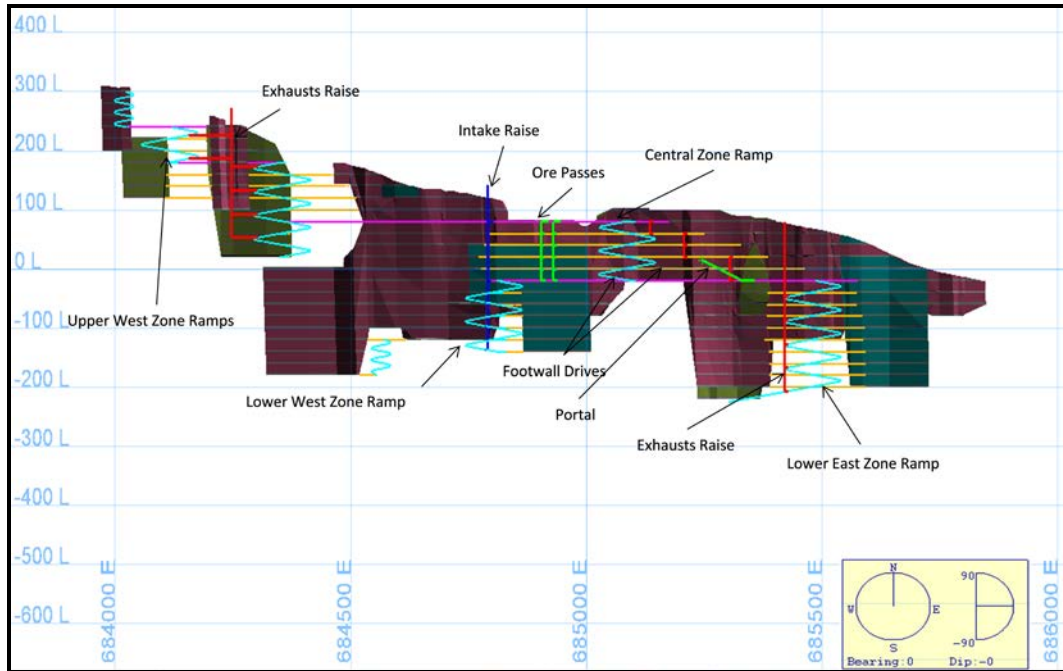 400 L
300 L
Exhausts Raise
Intake Raise
200 L
Central Zone Ramp
Ore Passes
100 L
0 L
Upper West Zone Ramps
-100 L
Footwall Drives
-200 L
Lower West Zone Ramp
Portal
Exhausts Raise
Lower East Zone Ramp
-300 L
-400 L
-500 L
-600 L
684000 E
684500 E
685000 E
685500 E
686000 E
N
W
E
S
90
-90
Bearing:0 Dip:-0